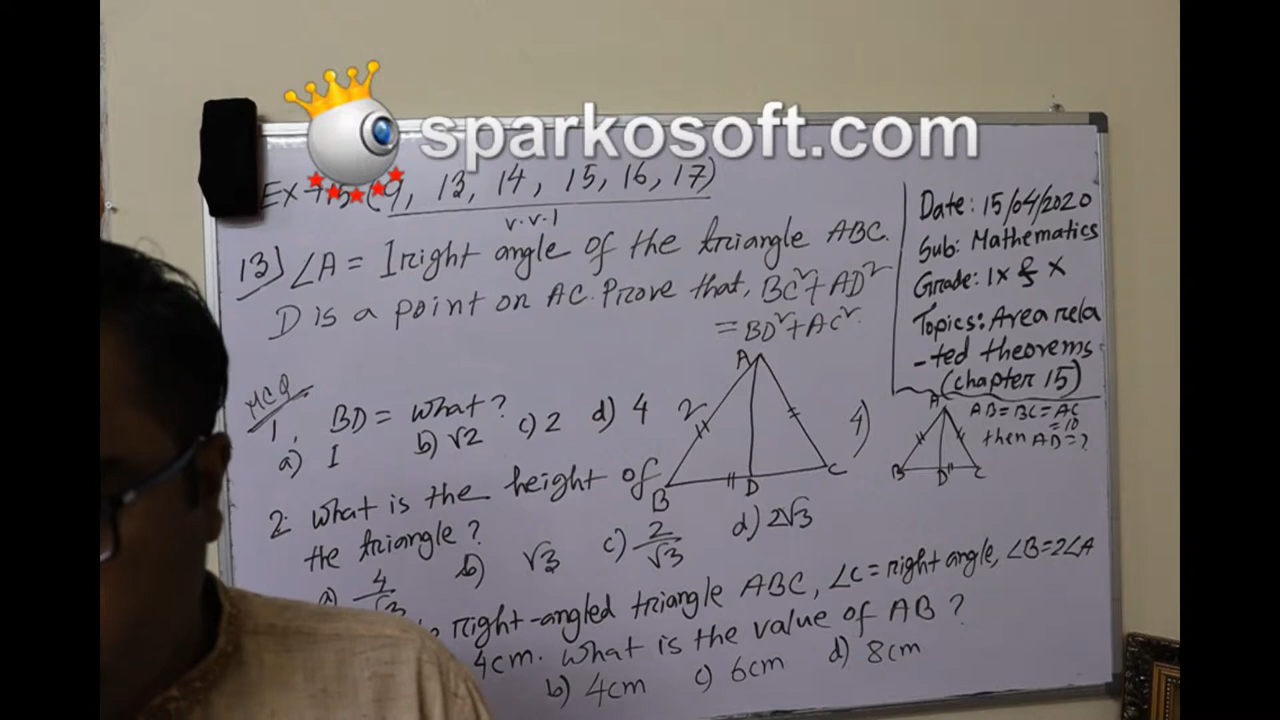 sparkosoft.com
(9, 13, 14, 15, 16, 17)
v.v.1
13) ∠A = 1right angle of the triangle ABC.
D is a point on AC. Prove that, BC²+AD²
= BD²+AC².
MCQ
1. BD = what?
a) 1 b) √2 c) 2 d) 4
2. What is the height of
the triangle?
a) 4/√3 b) √3 c) 2/√3 d) 2√3
right-angled triangle ABC, ∠C = right angle, ∠B=2∠A
4cm. What is the value of AB?
b) 4cm c) 6cm d) 8cm
A
2
B
D
C
Date: 15/04/2020
Sub: Mathematics
Grade: IX & X
Topics: Area rela
-ted theorems
(chapter 15)
4)
A
B
D
C
AB=BC=AC
=10
then AD=?